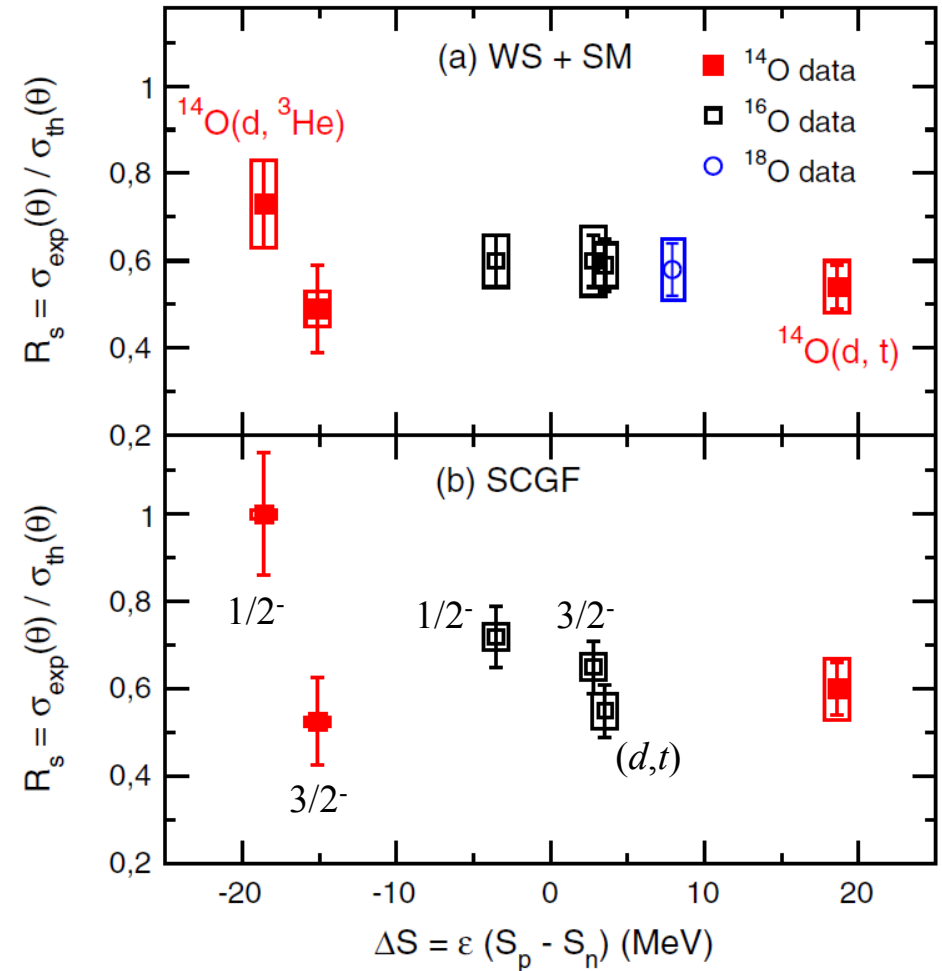 (a) WS + SM
¹⁴O data
¹⁶O data
¹⁸O data
¹⁴O(d, ³He)
¹⁴O(d, t)
R_s = σ_exp(θ) / σ_th(θ)
1
0,8
0,6
0,4
0,2
(b) SCGF
1/2⁻
3/2⁻
1/2⁻
3/2⁻
(d,t)
R_s = σ_exp(θ) / σ_th(θ)
1
0,8
0,6
0,4
0,2
-20
-10
0
10
20
ΔS = ε (S_p - S_n) (MeV)